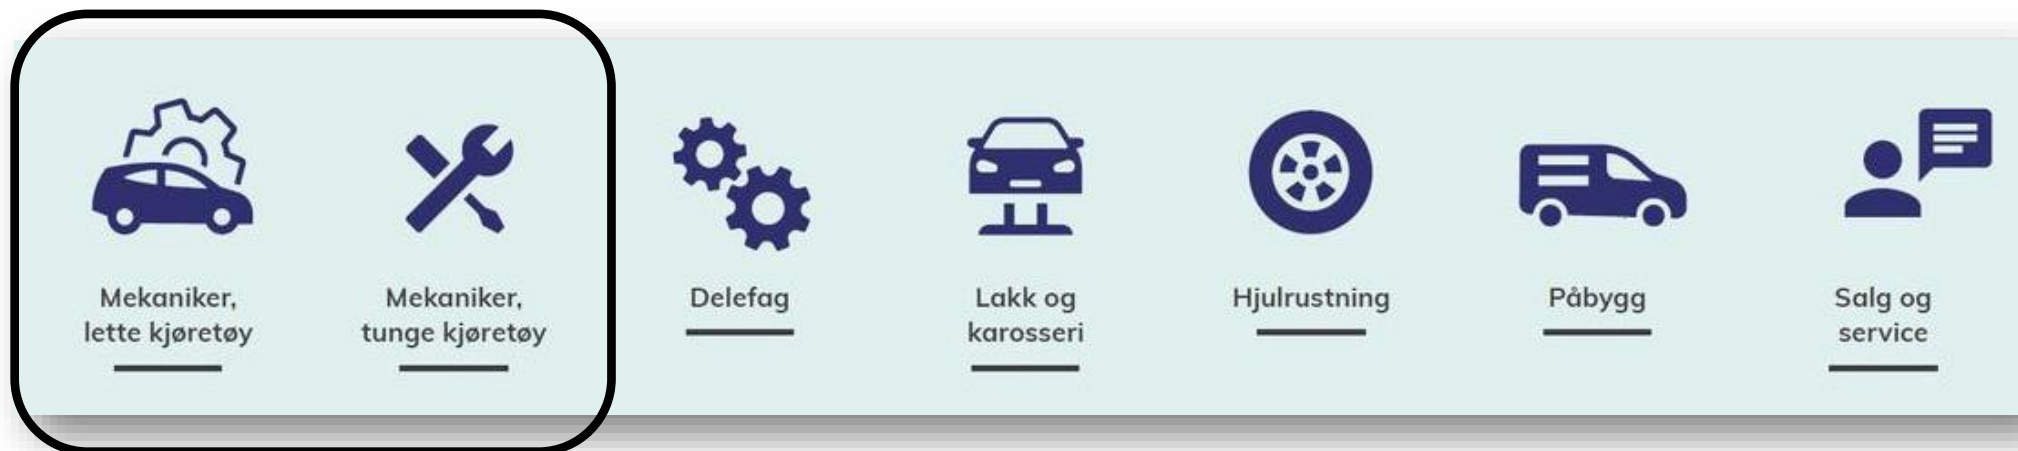 Mekaniker,
lette kjøretøy
Mekaniker,
tunge kjøretøy
Delefag
Lakk og
karosseri
Hjulrustning
Påbygg
Salg og
service